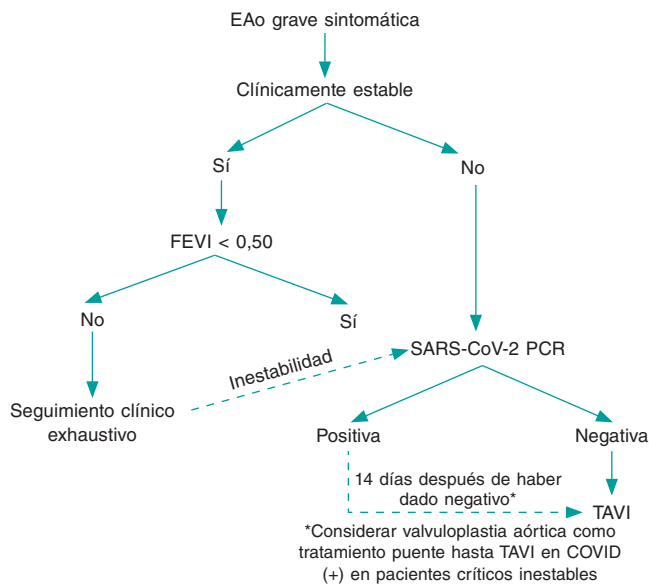 EAo grave sintomática
Clínicamente estable
Sí
No
FEVI < 0,50
No
Sí
SARS-CoV-2 PCR
Inestabilidad
Seguimiento clínico
exhaustivo
Positiva
Negativa
14 días después de haber
dado negativo*
TAVI
*Considerar valvuloplastia aórtica como
tratamiento puente hasta TAVI en COVID
(+) en pacientes críticos inestables